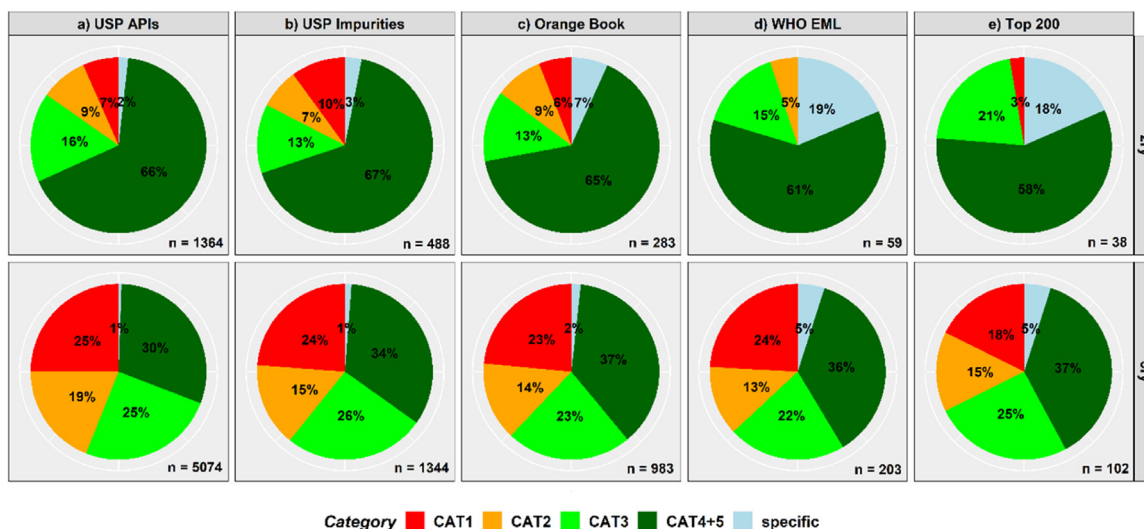 a) USP APIs b) USP Impurities c) Orange Book d) WHO EML e) Top 200
7% 2% 10% 3% 6% 7% 5% 19% 3% 18%
9% 7% 9% 15% 21%
16% 13% 13%
66% 67% 65% 61% 58%
n = 1364 n = 488 n = 283 n = 59 n = 38
25% 1% 30% 24% 1% 34% 23% 2% 37% 24% 5% 36% 18% 5% 37%
19% 15% 14% 13% 15%
25% 26% 23% 22% 25%
n = 5074 n = 1344 n = 983 n = 203 n = 102
Category CAT1 CAT2 CAT3 CAT4+5 specific